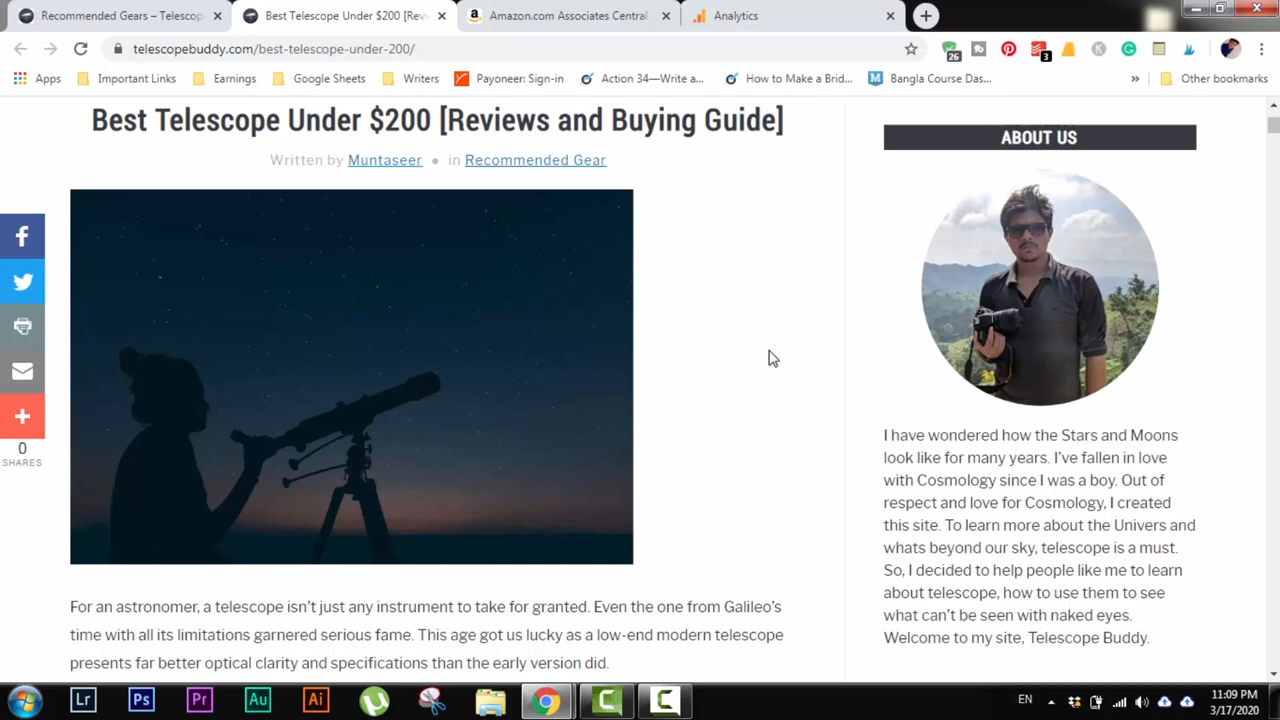 Recommended Gears – Telescop
Best Telescope Under $200 [Revi
Amazon.com Associates Central
Analytics
telescopebuddy.com/best-telescope-under-200/
26
3
Apps
Important Links
Earnings
Google Sheets
Writers
Payoneer: Sign-in
Action 34—Write a...
How to Make a Brid...
Bangla Course Das...
»
Other bookmarks
Best Telescope Under $200 [Reviews and Buying Guide]
Written by Muntaseer • in Recommended Gear
0
SHARES
For an astronomer, a telescope isn't just any instrument to take for granted. Even the one from Galileo's
time with all its limitations garnered serious fame. This age got us lucky as a low-end modern telescope
presents far better optical clarity and specifications than the early version did.
ABOUT US
I have wondered how the Stars and Moons
look like for many years. I've fallen in love
with Cosmology since I was a boy. Out of
respect and love for Cosmology, I created
this site. To learn more about the Univers and
whats beyond our sky, telescope is a must.
So, I decided to help people like me to learn
about telescope, how to use them to see
what can't be seen with naked eyes.
Welcome to my site, Telescope Buddy.
Lr
Ps
Pr
Au
Ai
EN
11:09 PM
3/17/2020